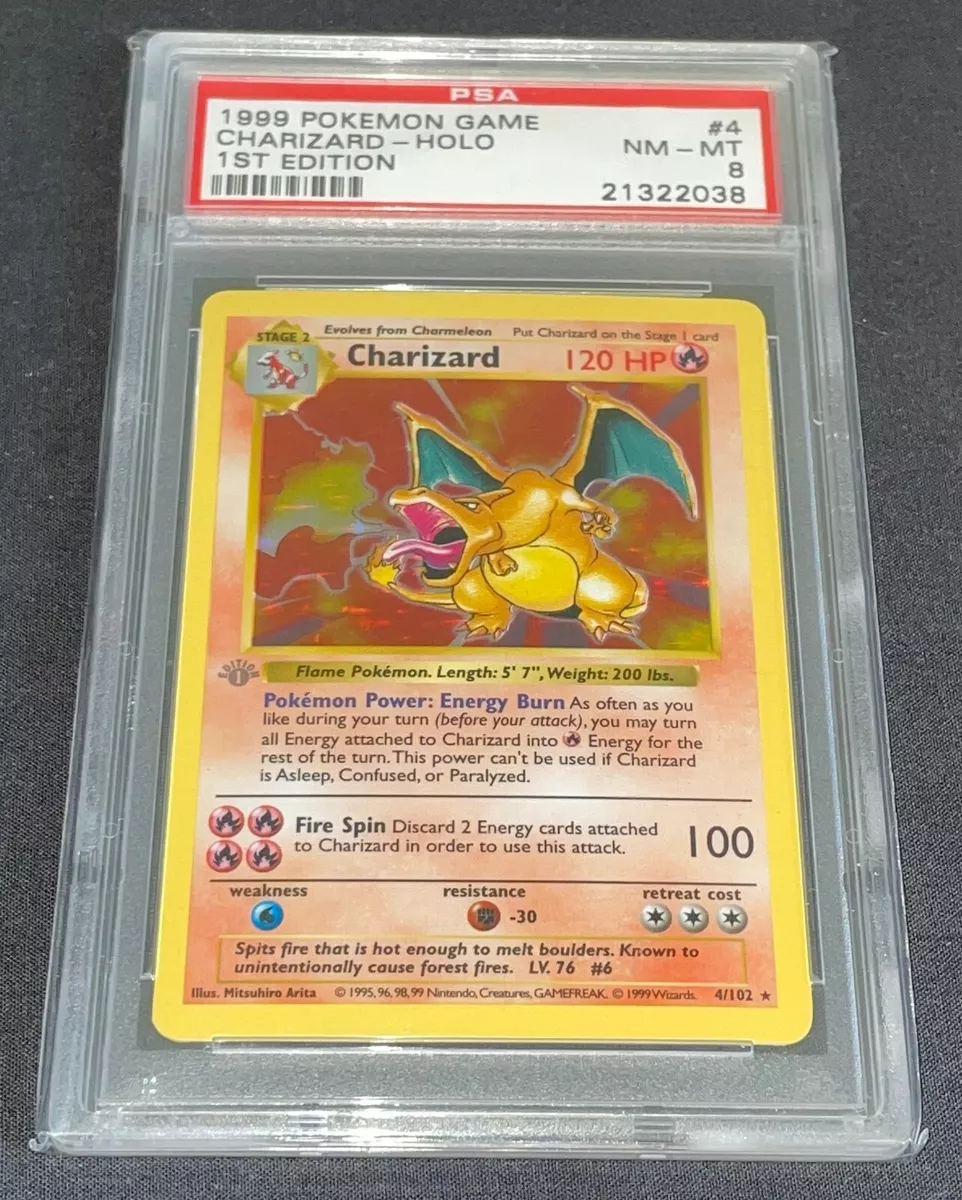 PSA
1999 POKEMON GAME #4
CHARIZARD - HOLO NM - MT
1ST EDITION 8
21322038
Evolves from Charmeleon Put Charizard on the Stage 1 card
STAGE 2
Charizard 120 HP
EDITION
1
Flame Pokémon. Length: 5' 7", Weight: 200 lbs.
Pokémon Power: Energy Burn As often as you
like during your turn (before your attack), you may turn
all Energy attached to Charizard into Energy for the
rest of the turn. This power can't be used if Charizard
is Asleep, Confused, or Paralyzed.
Fire Spin Discard 2 Energy cards attached
to Charizard in order to use this attack. 100
weakness resistance retreat cost
-30
Spits fire that is hot enough to melt boulders. Known to
unintentionally cause forest fires. LV. 76 #6
Illus. Mitsuhiro Arita © 1995, 96, 98, 99 Nintendo, Creatures, GAMEFREAK. © 1999 Wizards. 4/102 ★